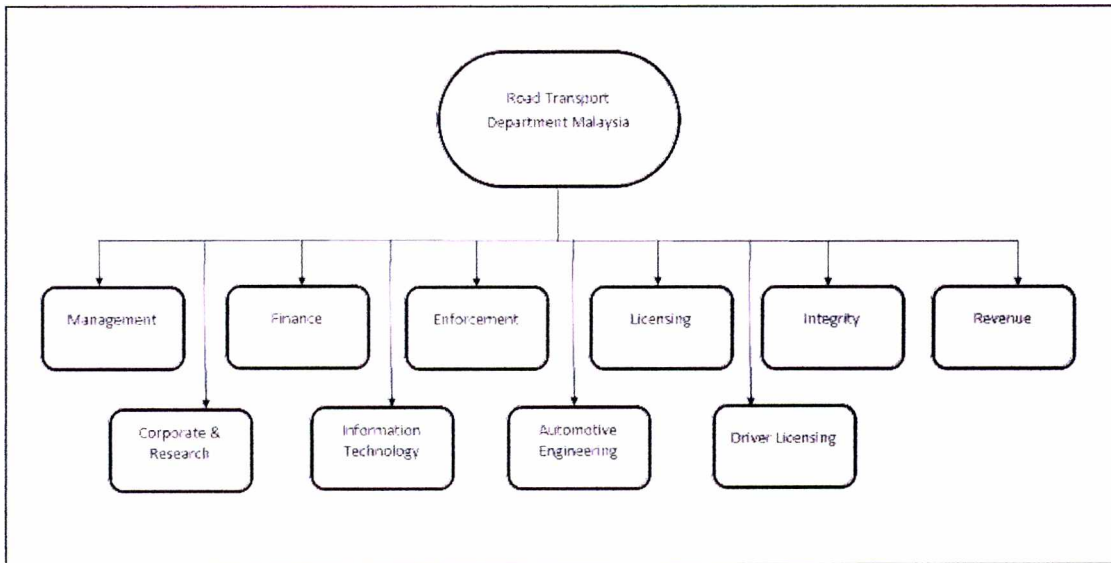 Road Transport
Department Malaysia
Management
Finance
Enforcement
Licensing
Integrity
Revenue
Corporate &
Research
Information
Technology
Automotive
Engineering
Driver Licensing